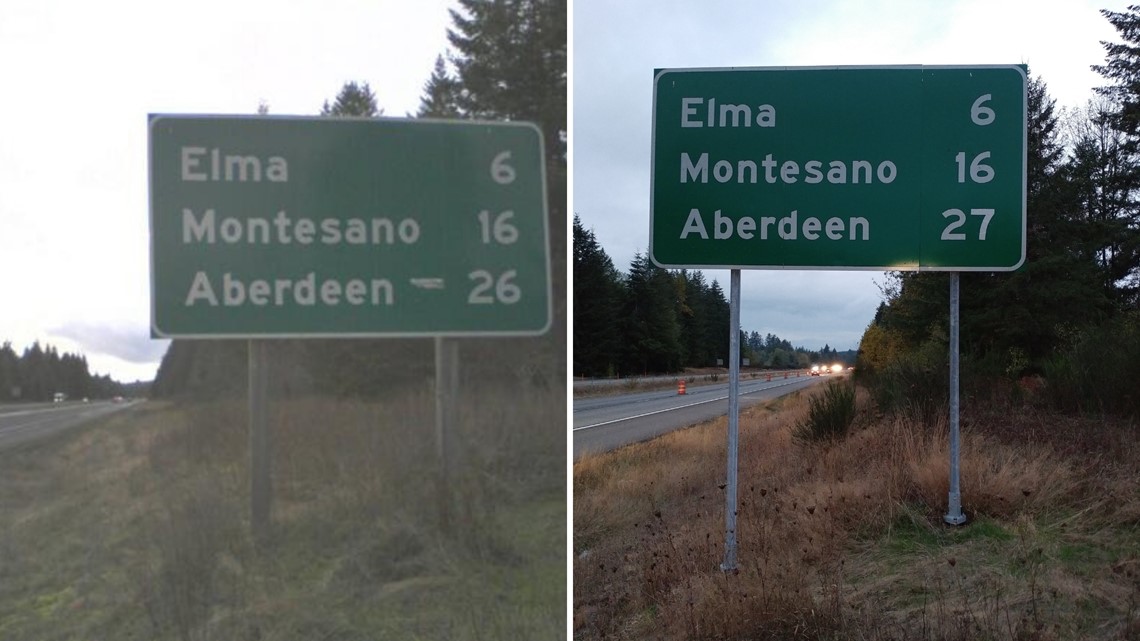 Elma 6
Montesano 16
Aberdeen 26
Elma 6
Montesano 16
Aberdeen 27